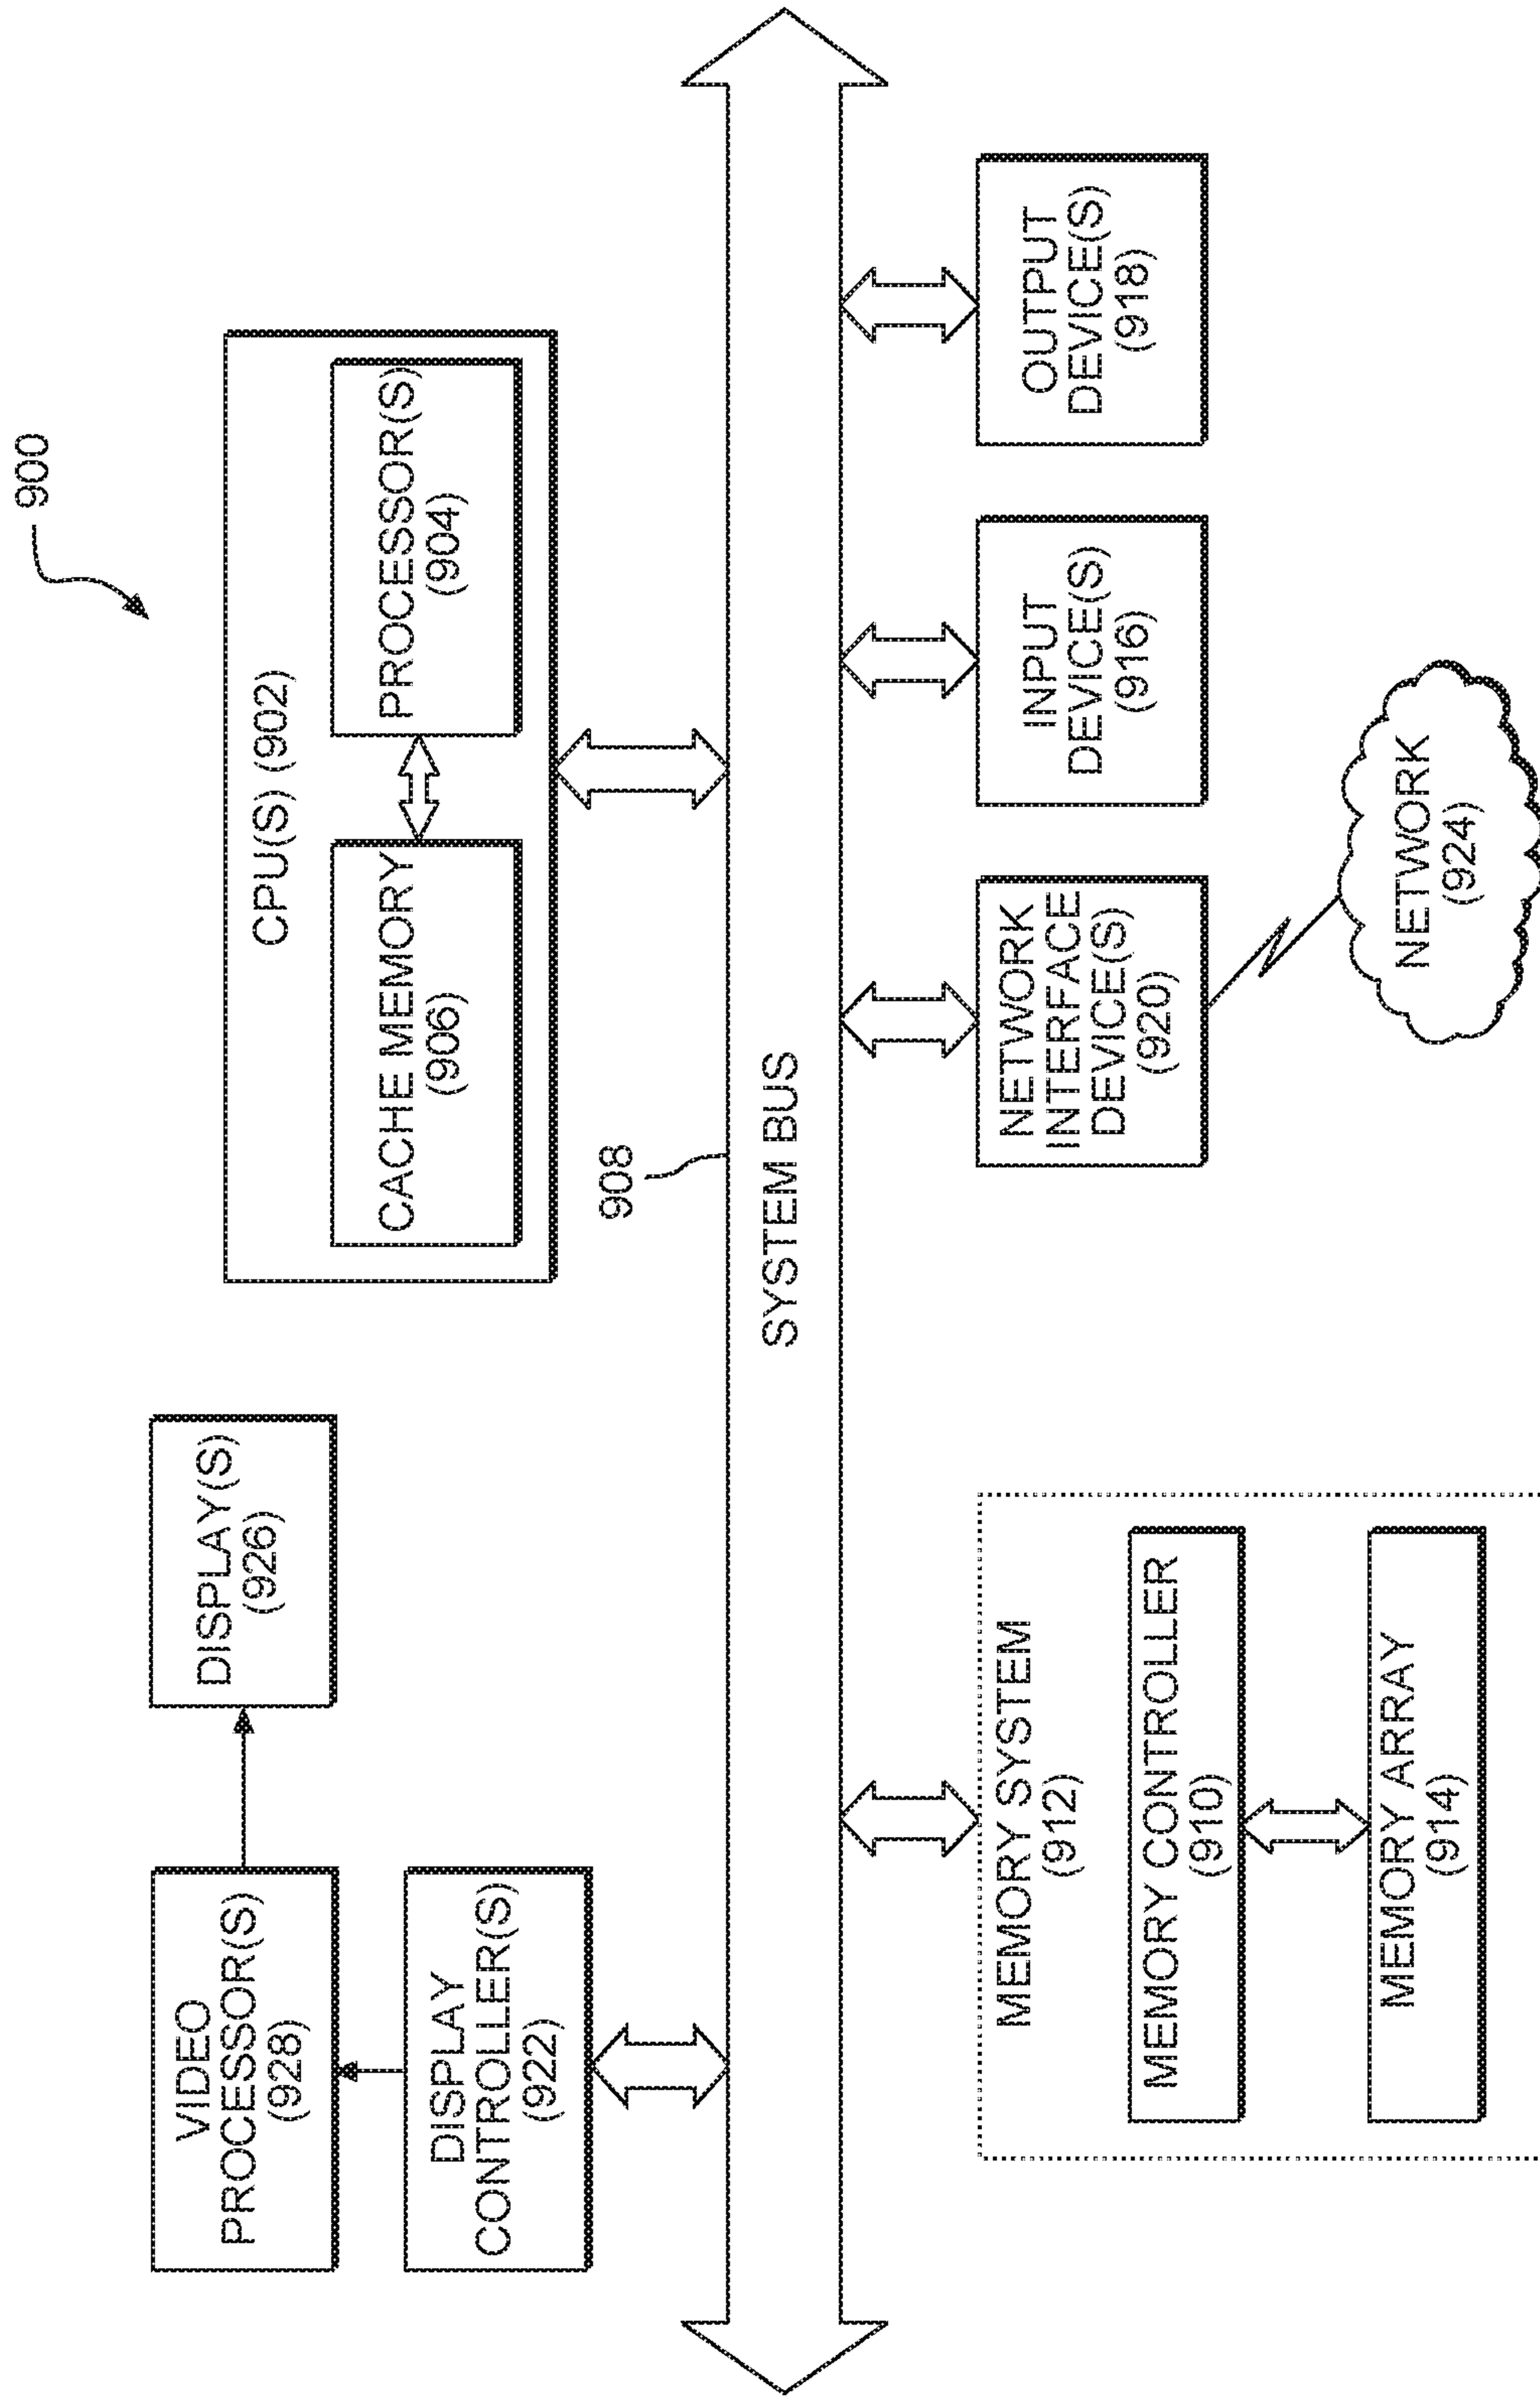 900
CPU(S) (902)
CACHE MEMORY
(906)
PROCESSOR(S)
(904)
VIDEO
PROCESSOR(S)
(928)
DISPLAY(S)
(926)
DISPLAY
CONTROLLER(S)
(922)
908
SYSTEM BUS
MEMORY SYSTEM
(912)
MEMORY CONTROLLER
(910)
MEMORY ARRAY
(914)
NETWORK
INTERFACE
DEVICE(S)
(920)
INPUT
DEVICE(S)
(916)
OUTPUT
DEVICE(S)
(918)
NETWORK
(924)